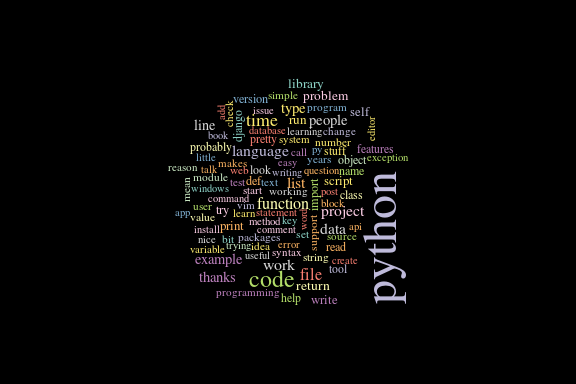 library
version simple problem
add check issue type program self
line django time run people editor
book database learning change
probably pretty system number
little language call py stuff features
reason makes easy years object exception
talk web look writing question name
module test def text list script
windows start working post class
mean command vim import block
user function
app try learn statement word project
value print method key support data api
install comment set source
nice bit packages
variable trying idea error read
example useful syntax string create
work tool
thanks code file return
programming help write
python